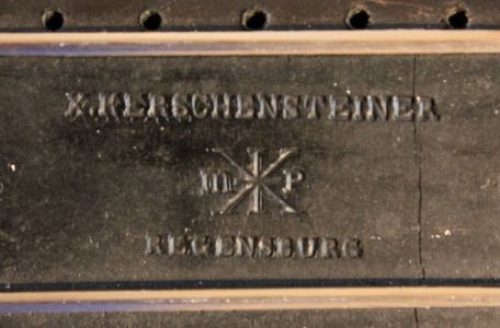 X. KERSCHENSTEINER
m P
REGENSBURG